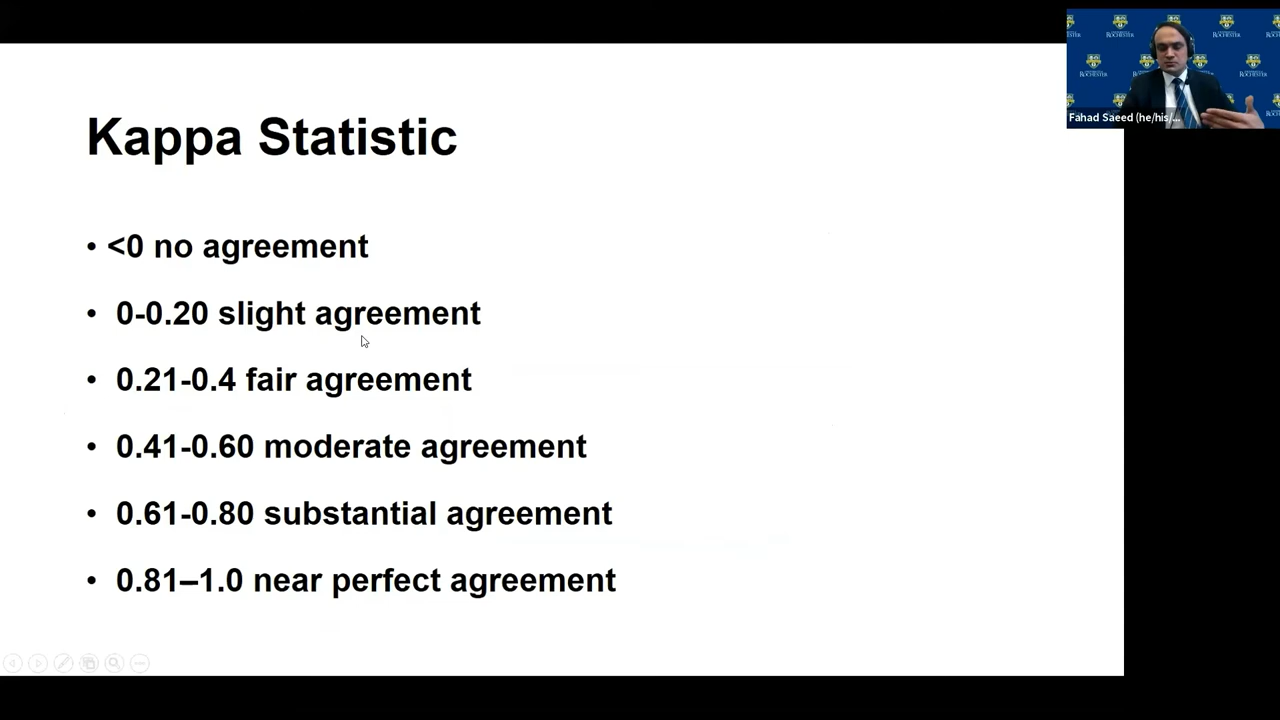 Kappa Statistic
• <0 no agreement
• 0-0.20 slight agreement
• 0.21-0.4 fair agreement
• 0.41-0.60 moderate agreement
• 0.61-0.80 substantial agreement
• 0.81–1.0 near perfect agreement
Fahad Saeed (he/his/...
ROCHESTER